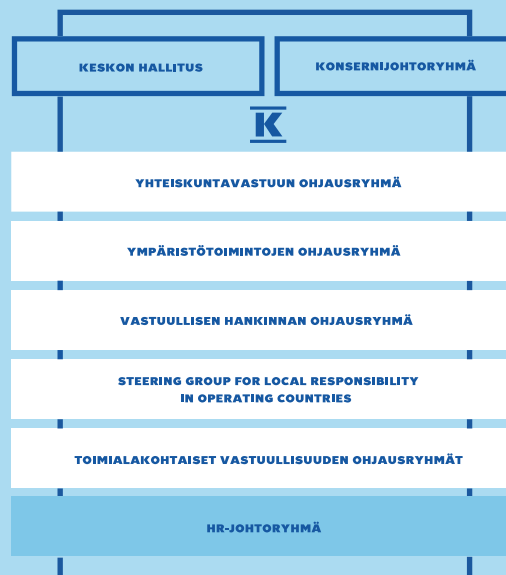 KESKON HALLITUS
KONSERNIJOHTORYHMÄ
K
YHTEISKUNTAVASTUUN OHJAUSRYHMÄ
YMPÄRISTÖTOIMINTOJEN OHJAUSRYHMÄ
VASTUULLISEN HANKINNAN OHJAUSRYHMÄ
STEERING GROUP FOR LOCAL RESPONSIBILITY
IN OPERATING COUNTRIES
TOIMIALAKOHTAISET VASTUULLISUUDEN OHJAUSRYHMÄT
HR-JOHTORYHMÄ